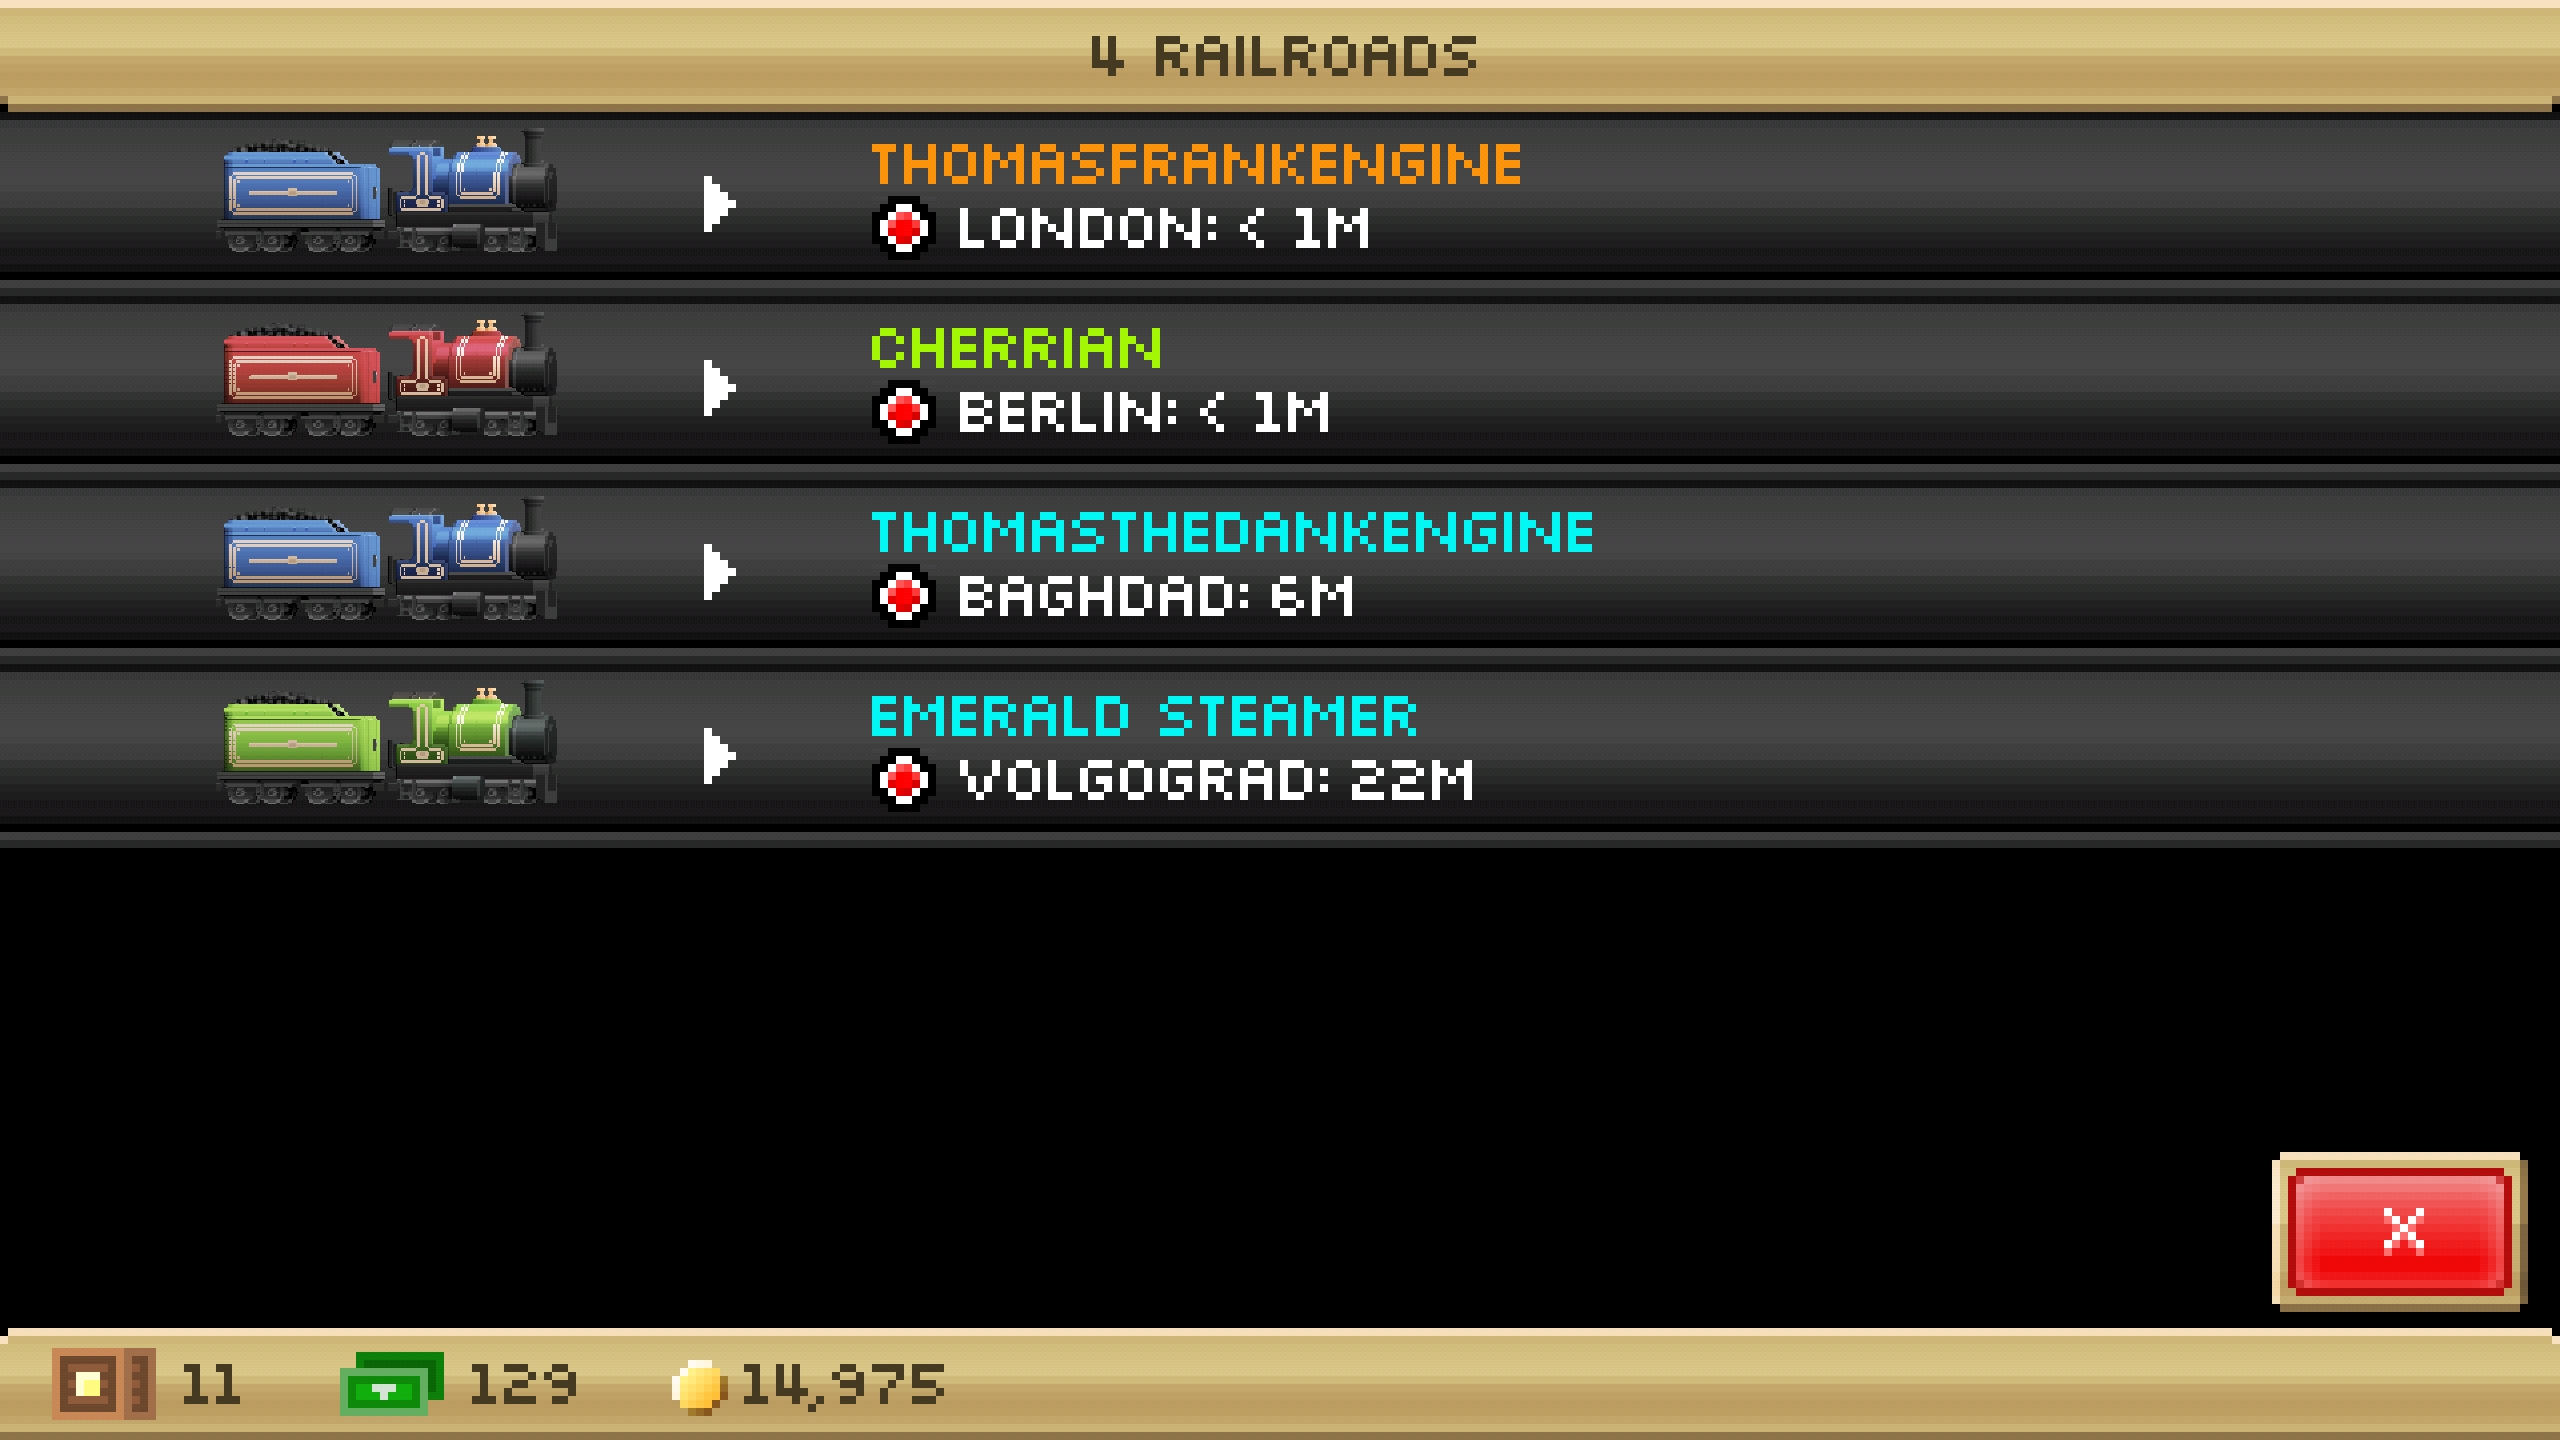 4 RAILROADS
THOMASFRANKENGINE
LONDON: < 1M
CHERRIAN
BERLIN: < 1M
THOMASTHEDANKENGINE
BAGHDAD: 6M
EMERALD STEAMER
VOLGOGRAD: 22M
X
11 129 14,975